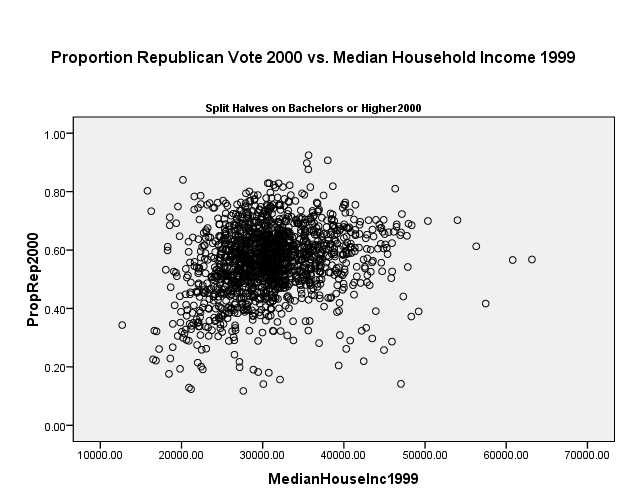 Proportion Republican Vote 2000 vs. Median Household Income 1999
Split Halves on Bachelors or Higher2000
1.00
0.80
0.60
0.40
0.20
0.00
PropRep2000
10000.00 20000.00 30000.00 40000.00 50000.00 60000.00 70000.00
MedianHouseInc1999